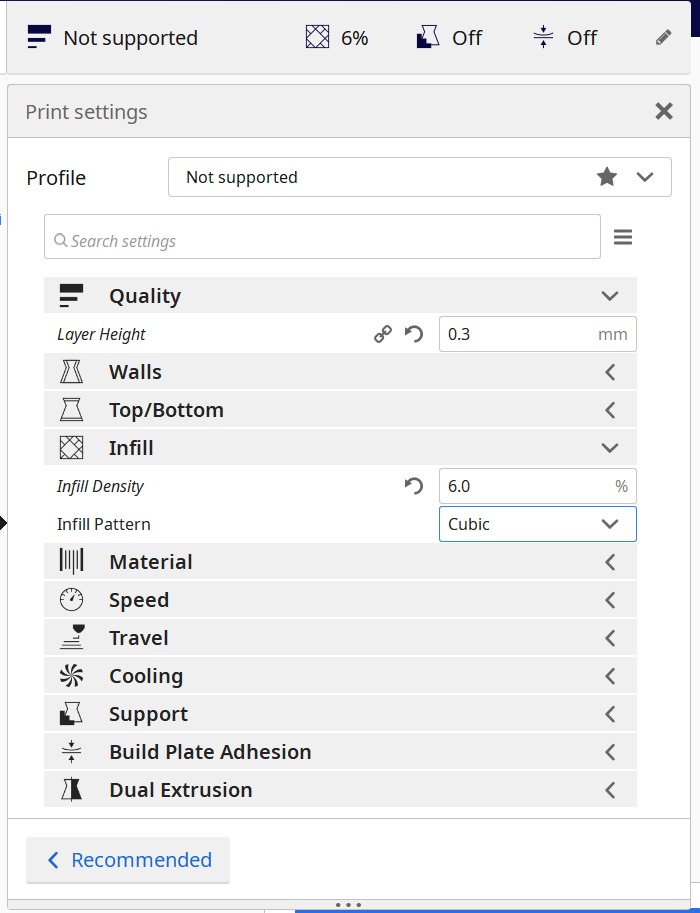 Not supported 6% Off Off
Print settings
Profile Not supported
Search settings
Quality
Layer Height 0.3 mm
Walls
Top/Bottom
Infill
Infill Density 6.0 %
Infill Pattern Cubic
Material
Speed
Travel
Cooling
Support
Build Plate Adhesion
Dual Extrusion
Recommended